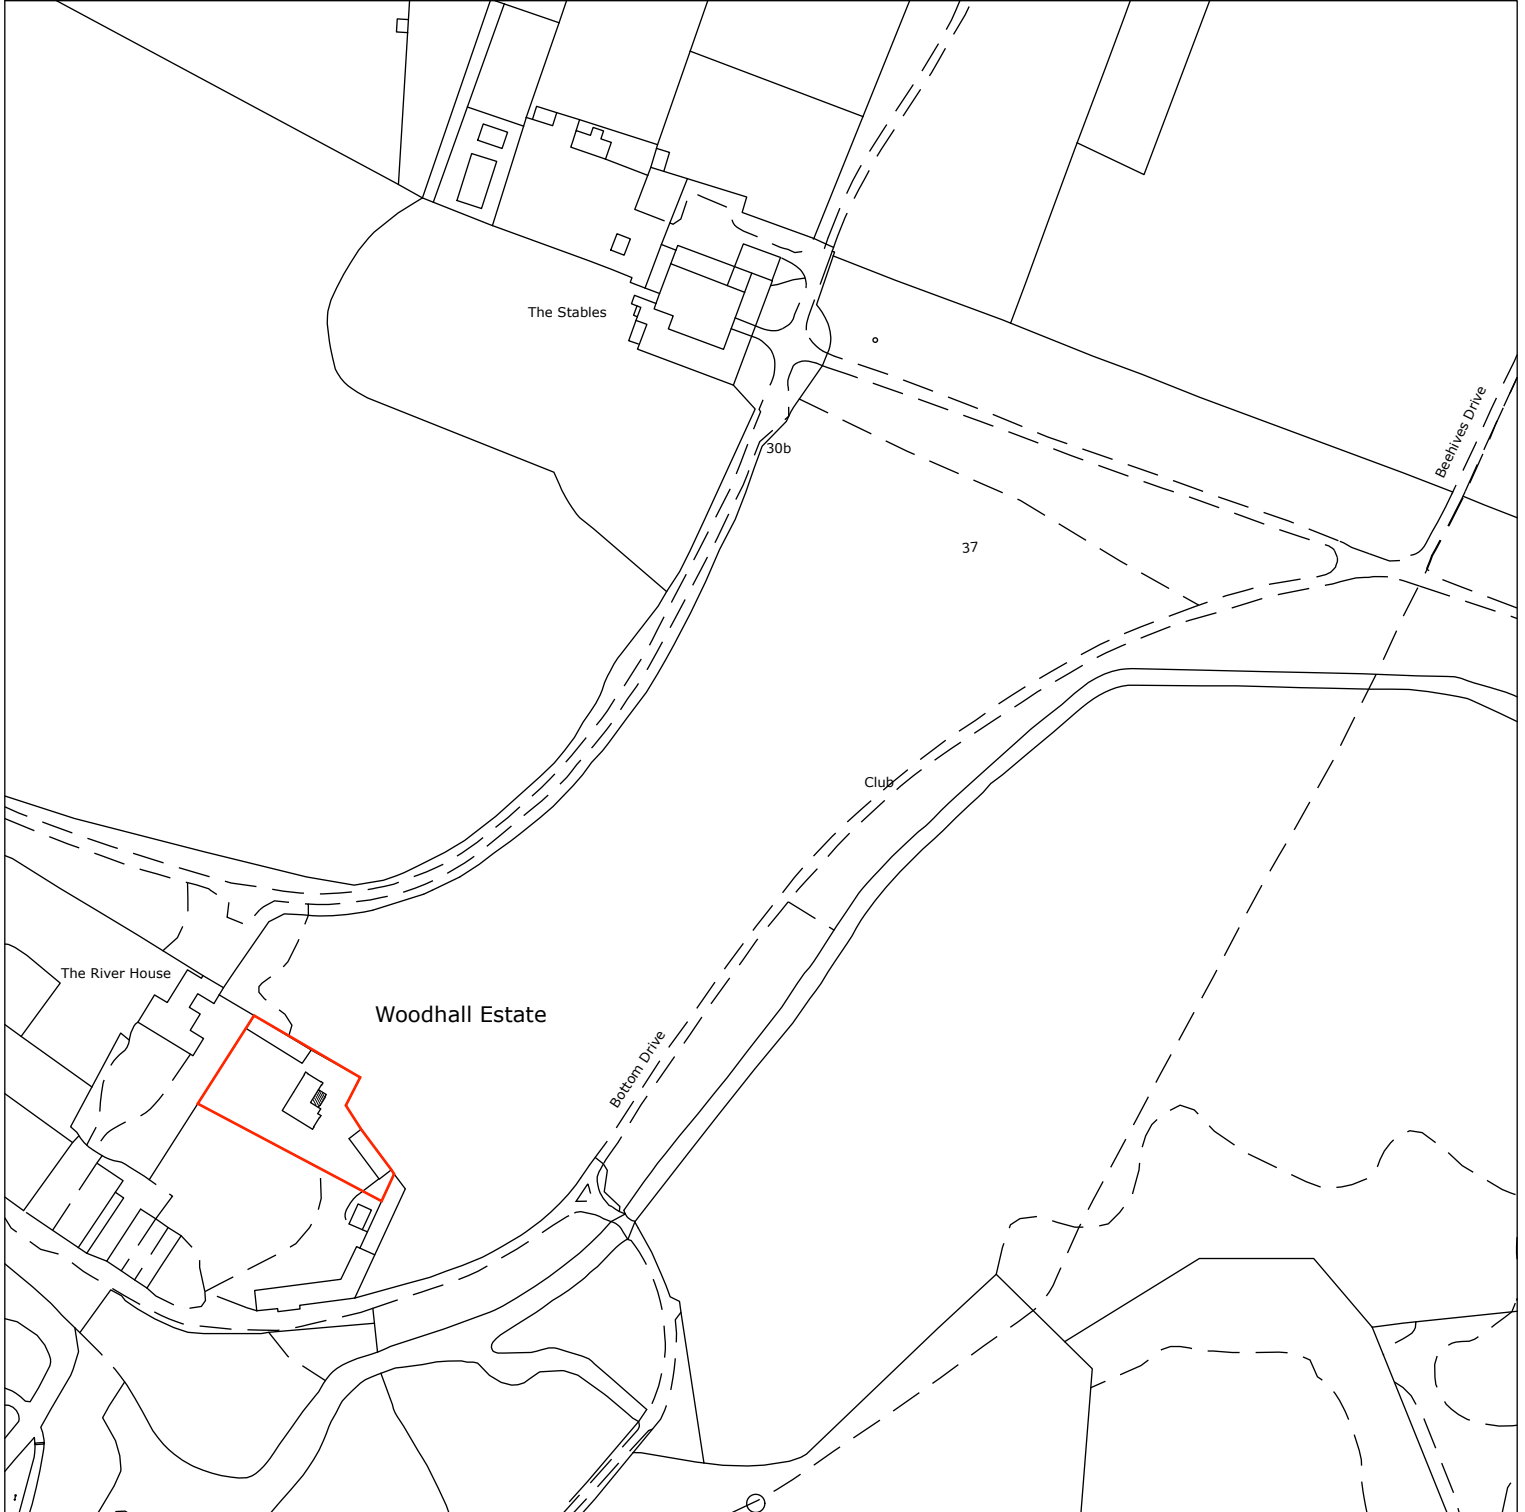 The Stables
Beehives Drive
30b
37
Club
The River House
Woodhall Estate
Bottom Drive